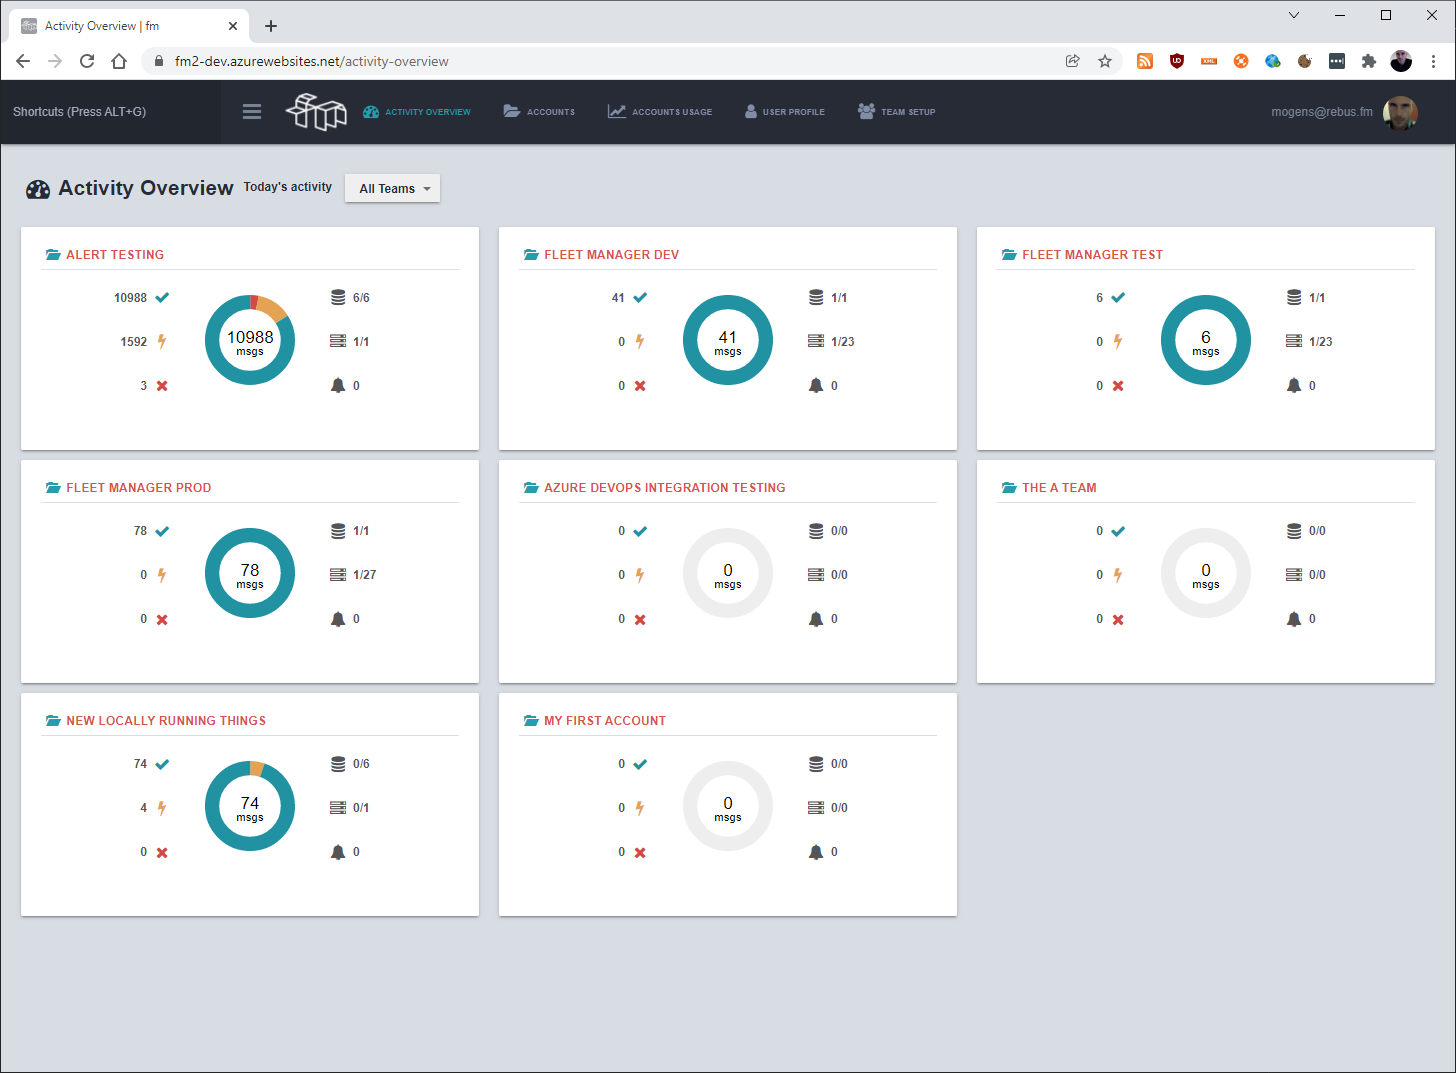 Activity Overview | fm
fm2-dev.azurewebsites.net/activity-overview
Shortcuts (Press ALT+G)
ACTIVITY OVERVIEW
ACCOUNTS
ACCOUNTS USAGE
USER PROFILE
TEAM SETUP
mogens@rebus.fm
Activity Overview Today's activity All Teams
ALERT TESTING
10988
1592
3
10988
msgs
6/6
1/1
0
FLEET MANAGER DEV
41
0
0
41
msgs
1/1
1/23
0
FLEET MANAGER TEST
6
0
0
6
msgs
1/1
1/23
0
FLEET MANAGER PROD
78
0
0
78
msgs
1/1
1/27
0
AZURE DEVOPS INTEGRATION TESTING
0
0
0
0
msgs
0/0
0/0
0
THE A TEAM
0
0
0
0
msgs
0/0
0/0
0
NEW LOCALLY RUNNING THINGS
74
4
0
74
msgs
0/6
0/1
0
MY FIRST ACCOUNT
0
0
0
0
msgs
0/0
0/0
0